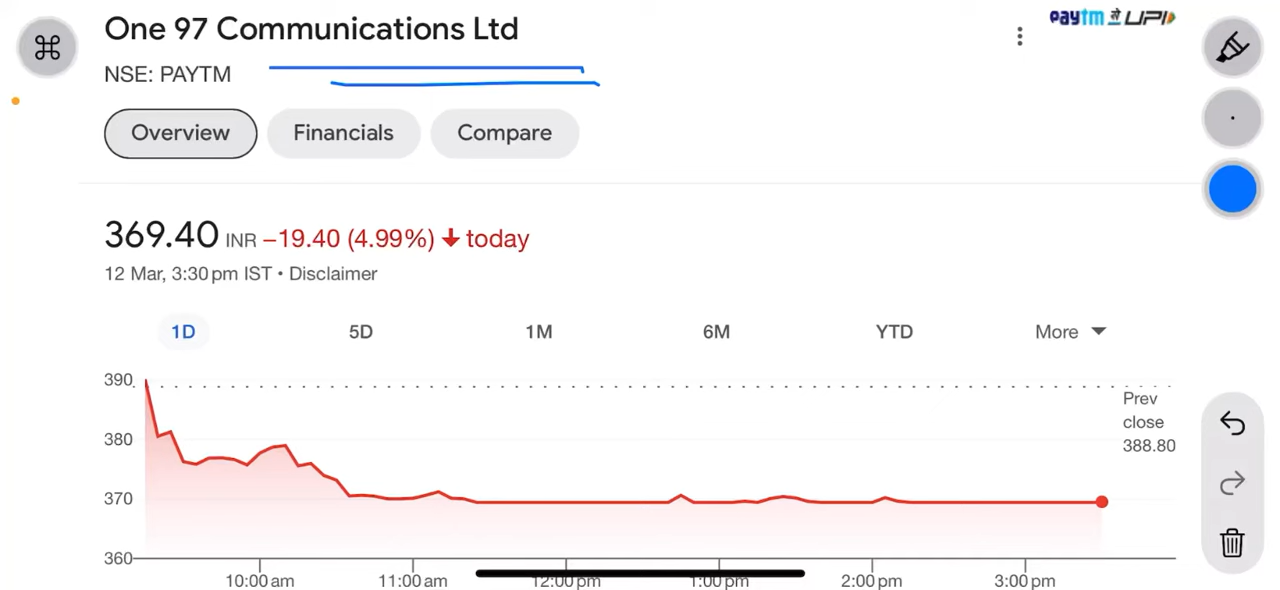 One 97 Communications Ltd
paytm से UPI
NSE: PAYTM
Overview Financials Compare
369.40 INR −19.40 (4.99%) today
12 Mar, 3:30 pm IST • Disclaimer
1D 5D 1M 6M YTD More
390
Prev
close
388.80
380
370
360
10:00 am 11:00 am 12:00 pm 1:00 pm 2:00 pm 3:00 pm